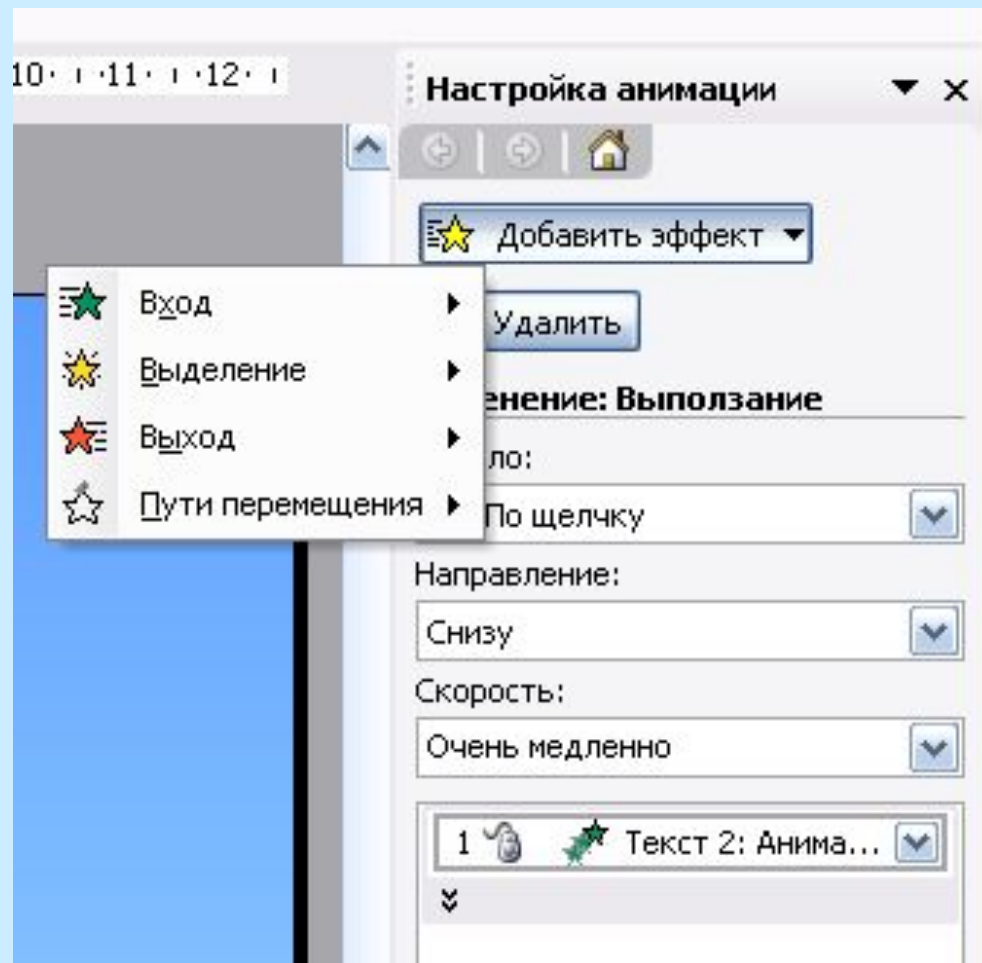 10 11 12
Настройка анимации
Добавить эффект
Вход
Выделение
Выход
Пути перемещения
Удалить
енение: Выползание
ло:
По щелчку
Направление:
Снизу
Скорость:
Очень медленно
1 Текст 2: Анима...